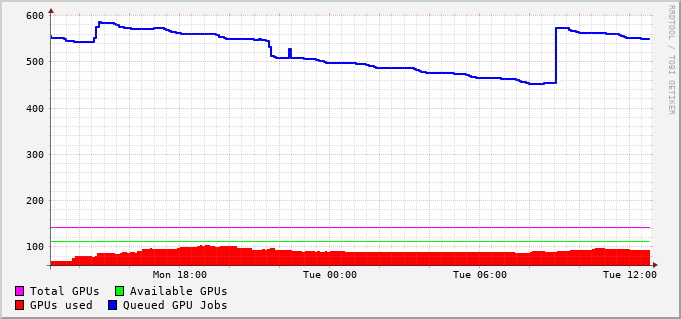 600
500
400
300
200
100
Mon 18:00 Tue 00:00 Tue 06:00 Tue 12:00
Total GPUs Available GPUs
GPUs used Queued GPU Jobs
RRDTOOL / TOBI OETIKER